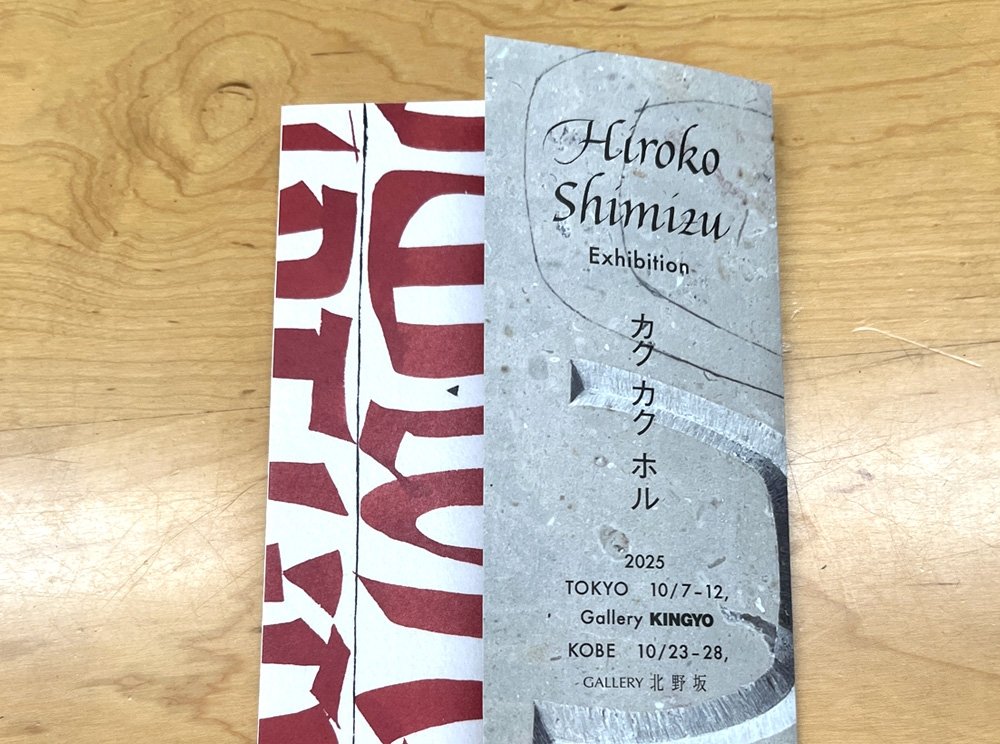 Hiroko
Shimizu
Exhibition
カク カク ホル
2025
TOKYO 10/7-12,
Gallery KINGYO
KOBE 10/23-28,
GALLERY 北野坂